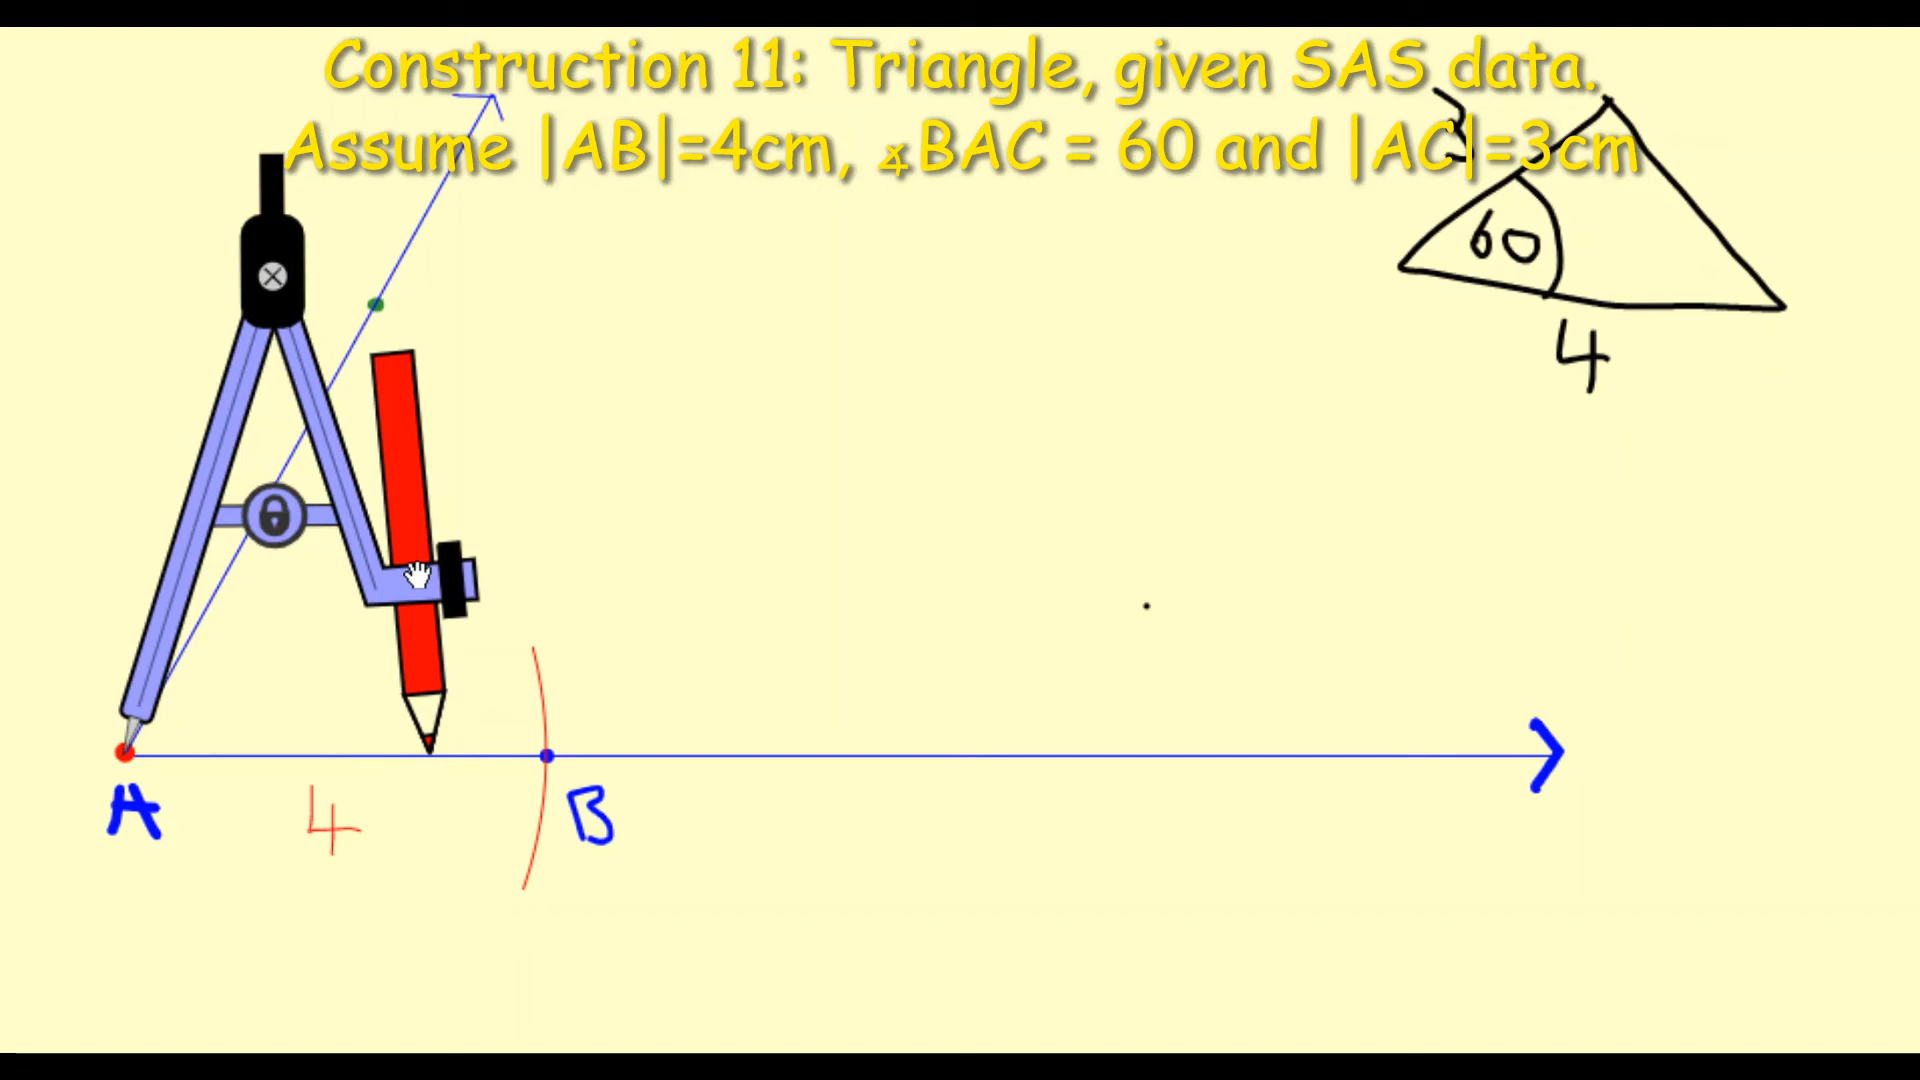 Construction 11: Triangle, given SAS data.
Assume |AB|=4cm, ∡BAC = 60 and |AC|=3cm
3
60
4
A
4
B